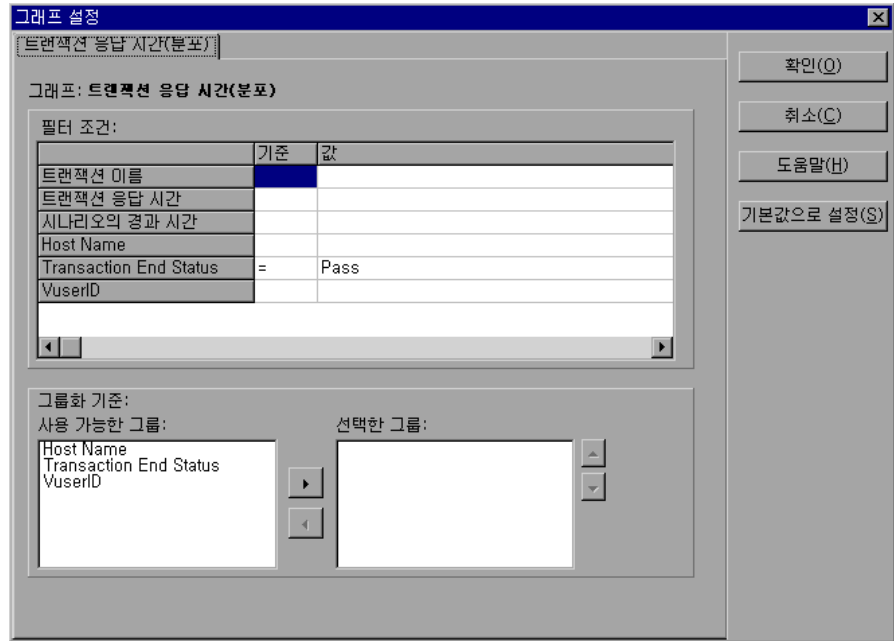 그래프 설정
트랜잭션 응답 시간(분포)
확인(O)
그래프: 트랜잭션 응답 시간(분포)
취소(C)
필터 조건:
기준 값
도움말(H)
트랜잭션 이름
트랜잭션 응답 시간
기본값으로 설정(S)
시나리오의 경과 시간
Host Name
Transaction End Status = Pass
VuserID
그룹화 기준:
사용 가능한 그룹: 선택한 그룹:
Host Name
Transaction End Status
VuserID